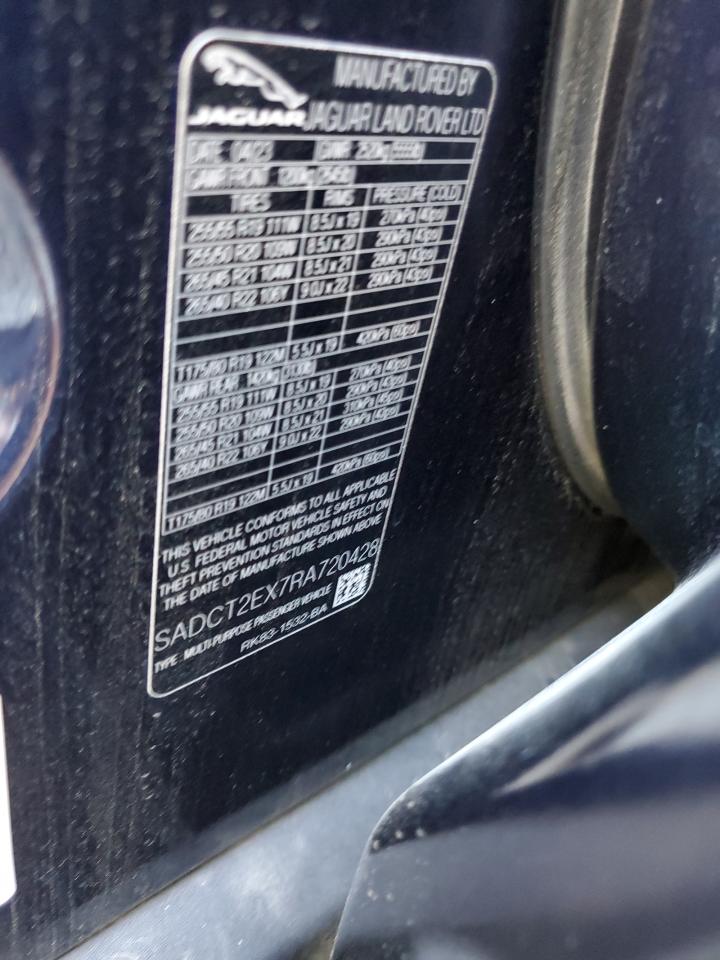 MANUFACTURED BY
JAGUAR JAGUAR LAND ROVER LTD
DATE 04/23 GVWR
GAWR FRONT
TIRES RIMS PRESSURE (COLD)
255/55 R19 111W 8.5J x 19 270kPa (40psi)
255/50 R20 109W 8.5J x 20 290kPa (43psi)
265/45 R21 104W 8.5J x 21 290kPa (43psi)
265/40 R22 106Y 9.0J x 22 290kPa (43psi)
T175/80 R19 122M 5.5J x 19 420kPa (60psi)
GAWR REAR
255/55 R19 111W 8.5J x 19 270kPa (40psi)
255/50 R20 109W 8.5J x 20 290kPa (43psi)
265/45 R21 104W 8.5J x 21 310kPa (45psi)
265/40 R22 106Y 9.0J x 22 290kPa (43psi)
T175/80 R19 122M 5.5J x 19 420kPa (60psi)
THIS VEHICLE CONFORMS TO ALL APPLICABLE
U.S. FEDERAL MOTOR VEHICLE SAFETY AND
THEFT PREVENTION STANDARDS IN EFFECT ON
THE DATE OF MANUFACTURE SHOWN ABOVE
SADCT2EX7RA720428
TYPE : MULTI-PURPOSE PASSENGER VEHICLE
RK83-1532-BA